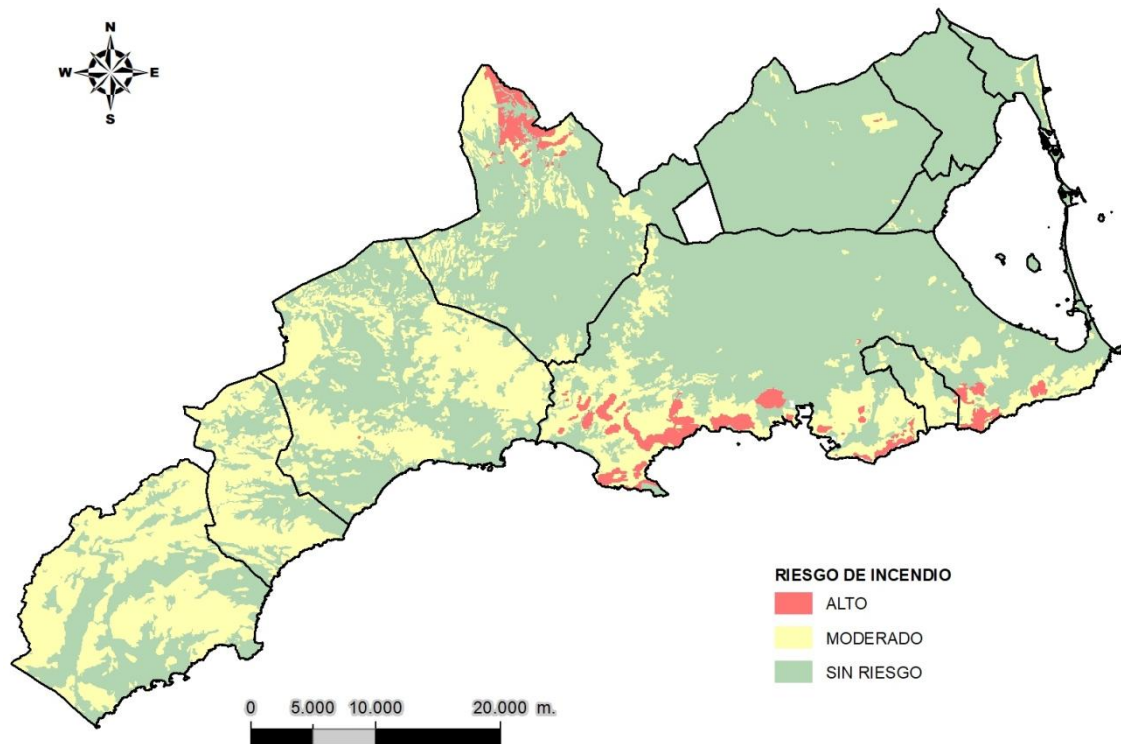 N
W E
S
RIESGO DE INCENDIO
ALTO
MODERADO
SIN RIESGO
0 5.000 10.000 20.000 m.